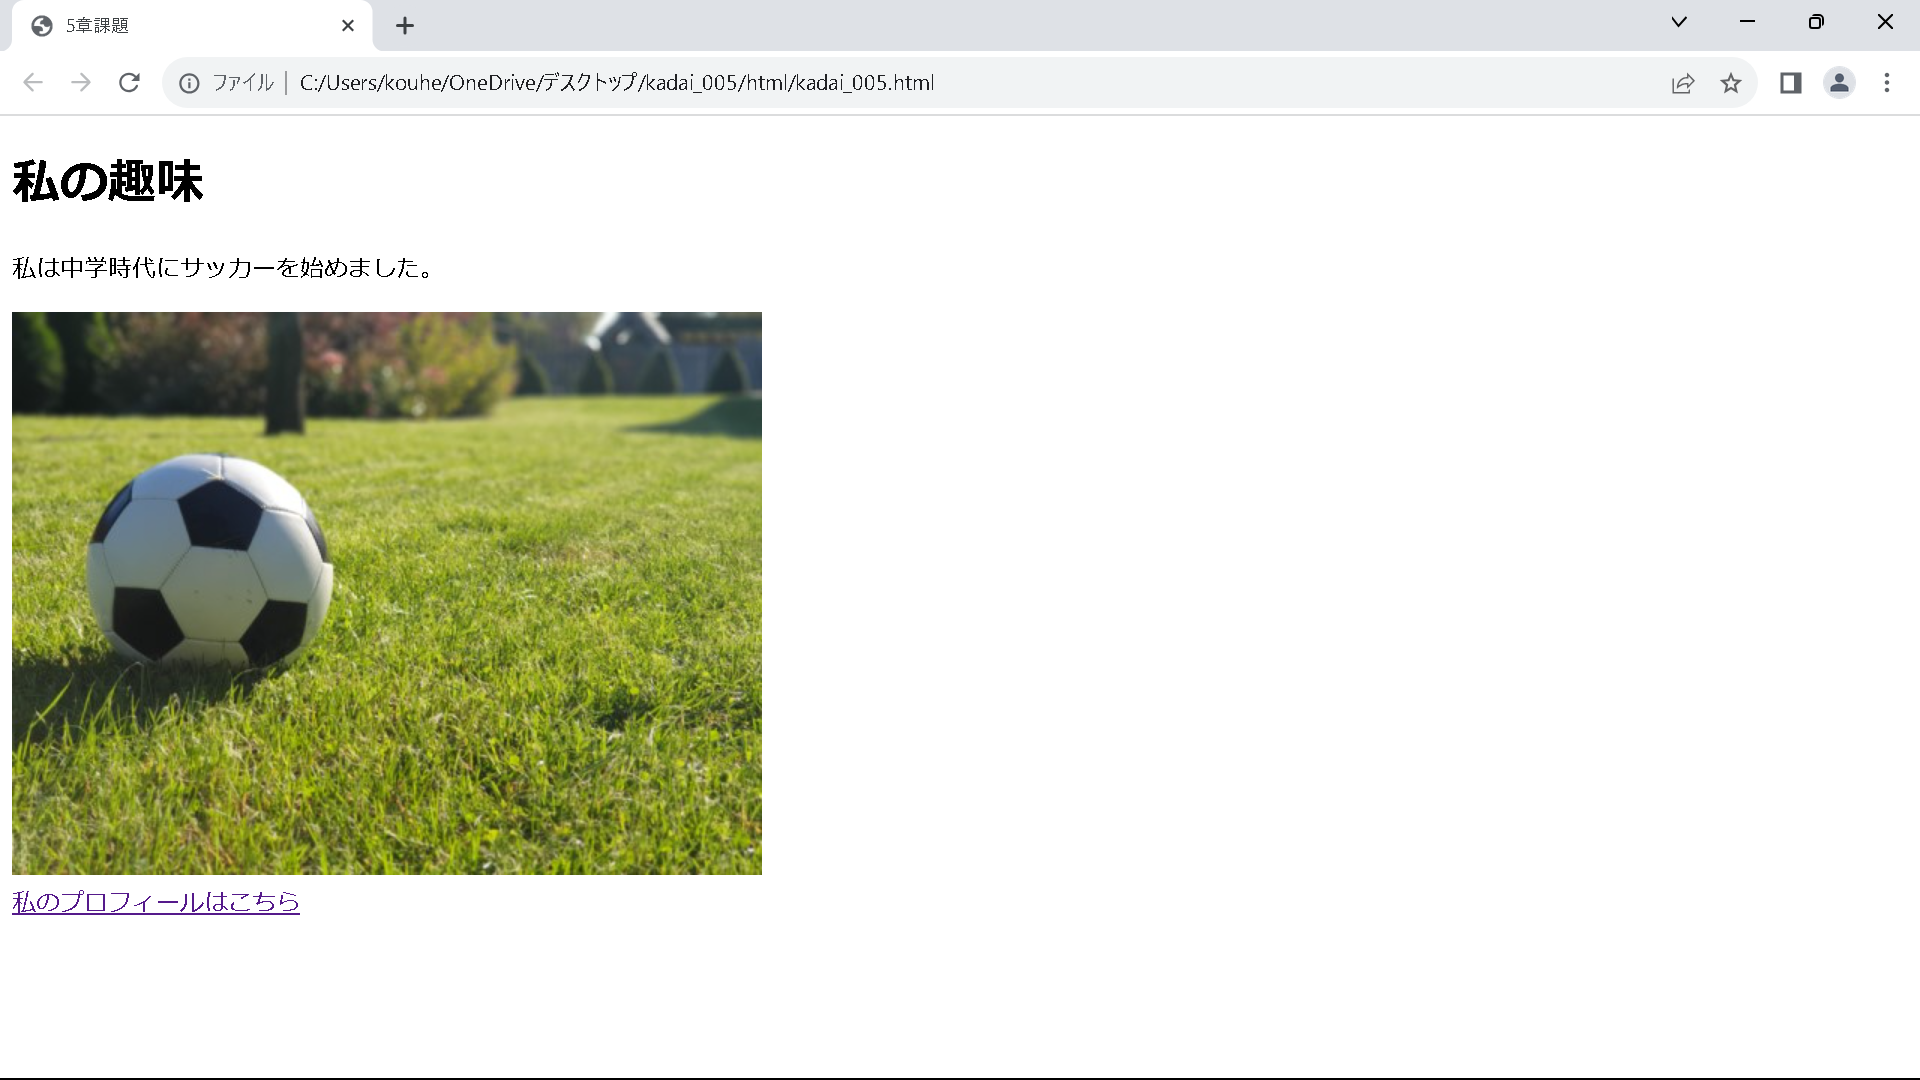 5章課題
ファイル | C:/Users/kouhe/OneDrive/デスクトップ/kadai_005/html/kadai_005.html
私の趣味
私は中学時代にサッカーを始めました。
私のプロフィールはこちら